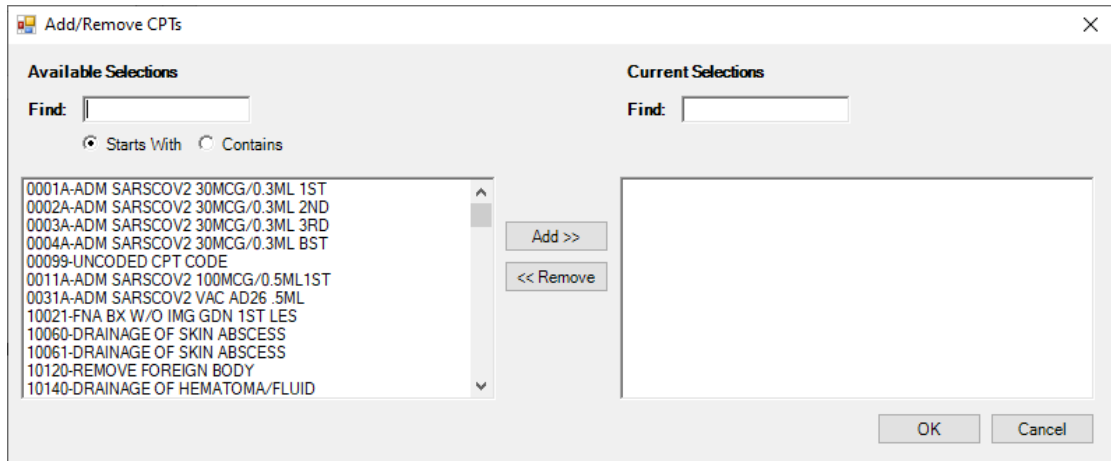 Add/Remove CPTs
Available Selections
Find:
Starts With Contains
0001A-ADM SARSCOV2 30MCG/0.3ML 1ST
0002A-ADM SARSCOV2 30MCG/0.3ML 2ND
0003A-ADM SARSCOV2 30MCG/0.3ML 3RD
0004A-ADM SARSCOV2 30MCG/0.3ML BST
00099-UNCODED CPT CODE
0011A-ADM SARSCOV2 100MCG/0.5ML1ST
0031A-ADM SARSCOV2 VAC AD26 .5ML
10021-FNA BX W/O IMG GDN 1ST LES
10060-DRAINAGE OF SKIN ABSCESS
10061-DRAINAGE OF SKIN ABSCESS
10120-REMOVE FOREIGN BODY
10140-DRAINAGE OF HEMATOMA/FLUID
Add >>
<< Remove
Current Selections
Find:
OK Cancel